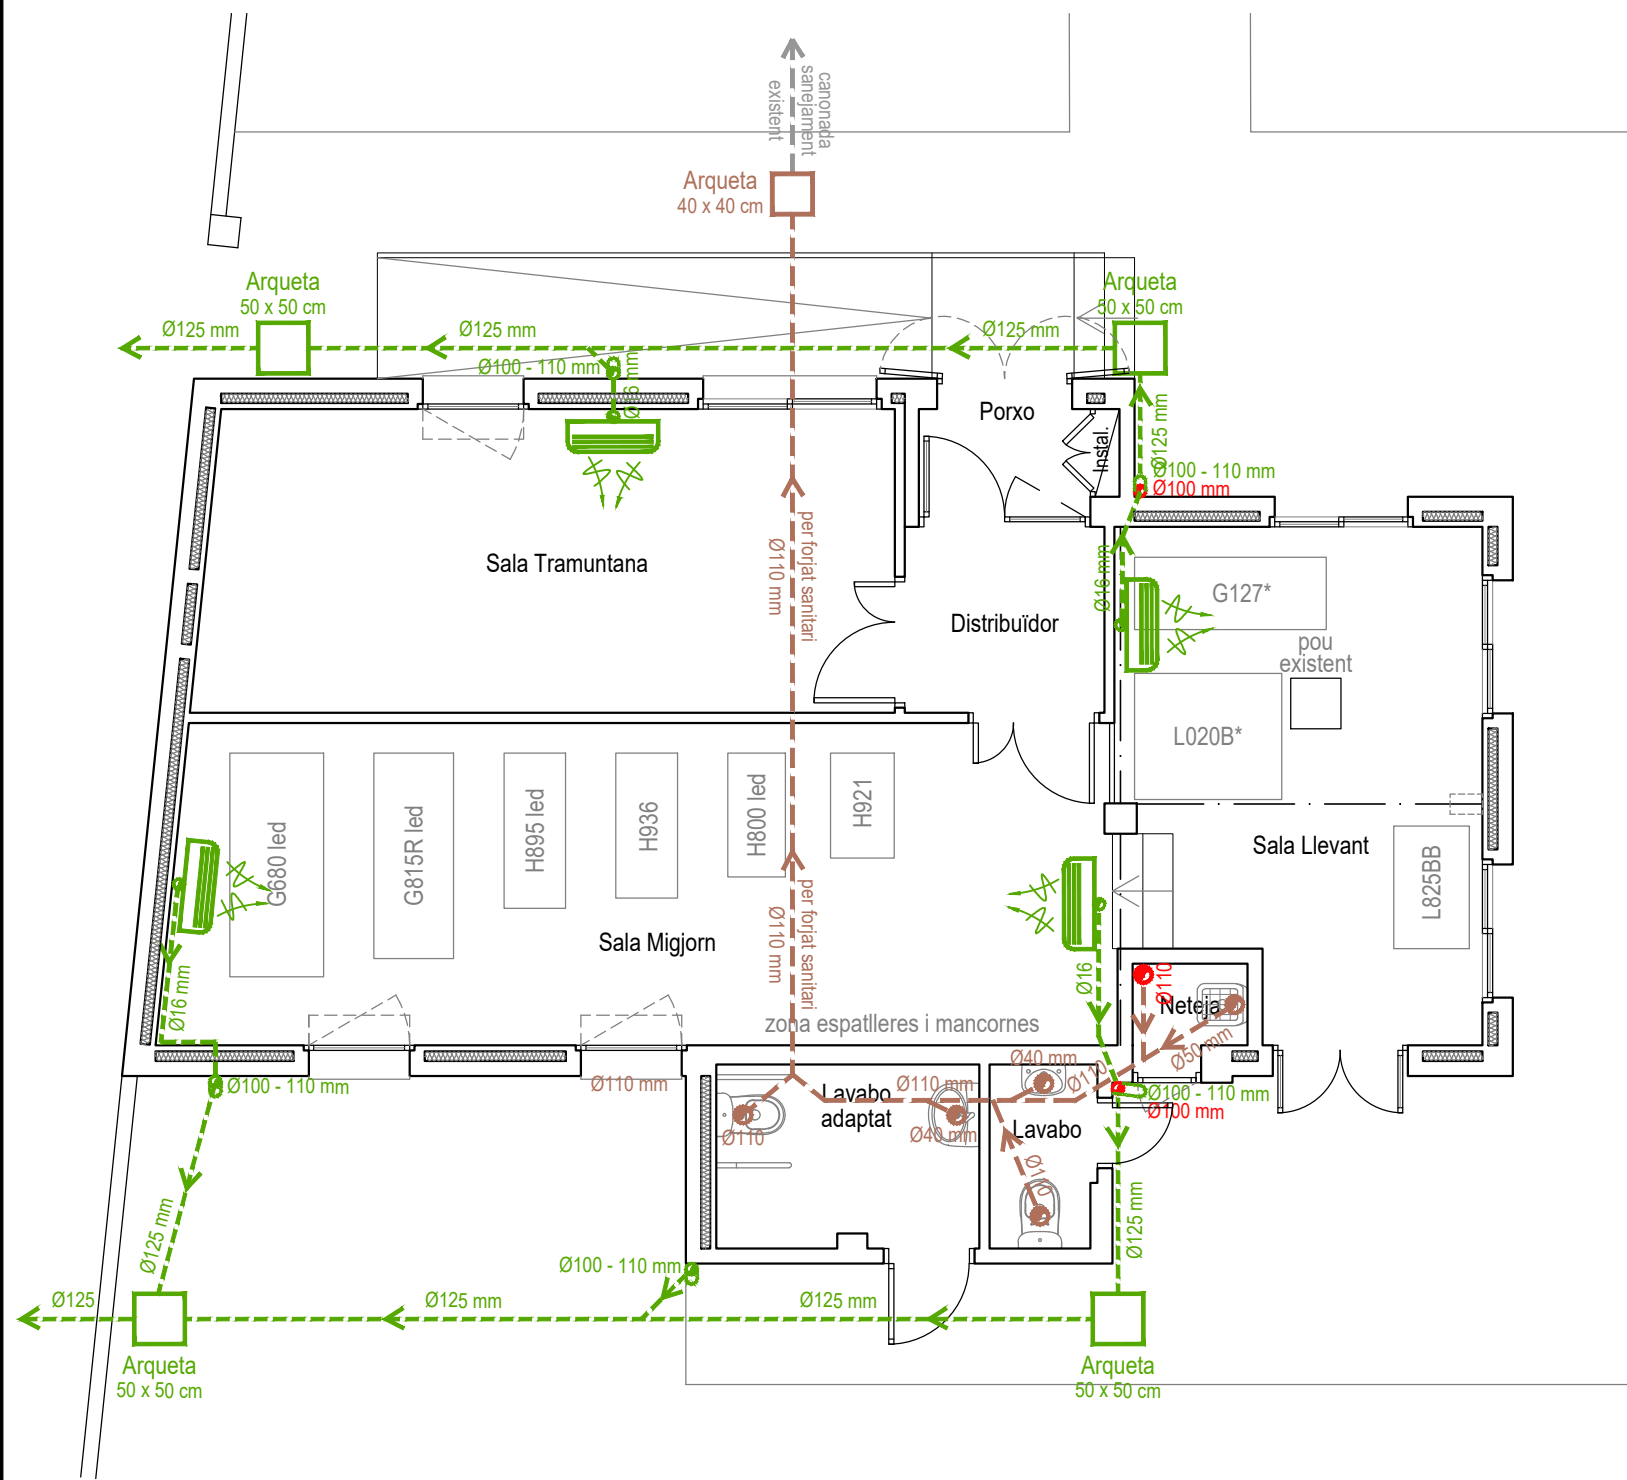 canonada
sanejament
existent
Arqueta
40 x 40 cm
Arqueta
50 x 50 cm
Arqueta
50 x 50 cm
Ø125 mm
Ø125 mm
Ø125 mm
Ø100 - 110 mm
Ø16 mm
Porxo
Instal.
Ø125 mm
Ø100 - 110 mm
Ø100 mm
Sala Tramuntana
Ø110 mm
per forjat sanitari
Ø16 mm
G127*
Distribuïdor
pou
existent
L020B*
G680 led
G815R led
H895 led
H936
H800 led
H921
Sala Llevant
L825BB
Sala Migjorn
Ø110 mm
per forjat sanitari
Ø16 mm
Ø16
Ø110
Neteja
zona espatlleres i mancornes
Ø50 mm
Ø40 mm
Ø110
Ø100 - 110 mm
Ø110 mm
Ø110 mm
Lavabo
adaptat
Ø100 - 110 mm
Ø100 mm
Ø110
Ø40 mm
Lavabo
Ø110
Ø125 mm
Ø125 mm
Ø100 - 110 mm
Ø125
Ø125 mm
Ø125 mm
Arqueta
50 x 50 cm
Arqueta
50 x 50 cm